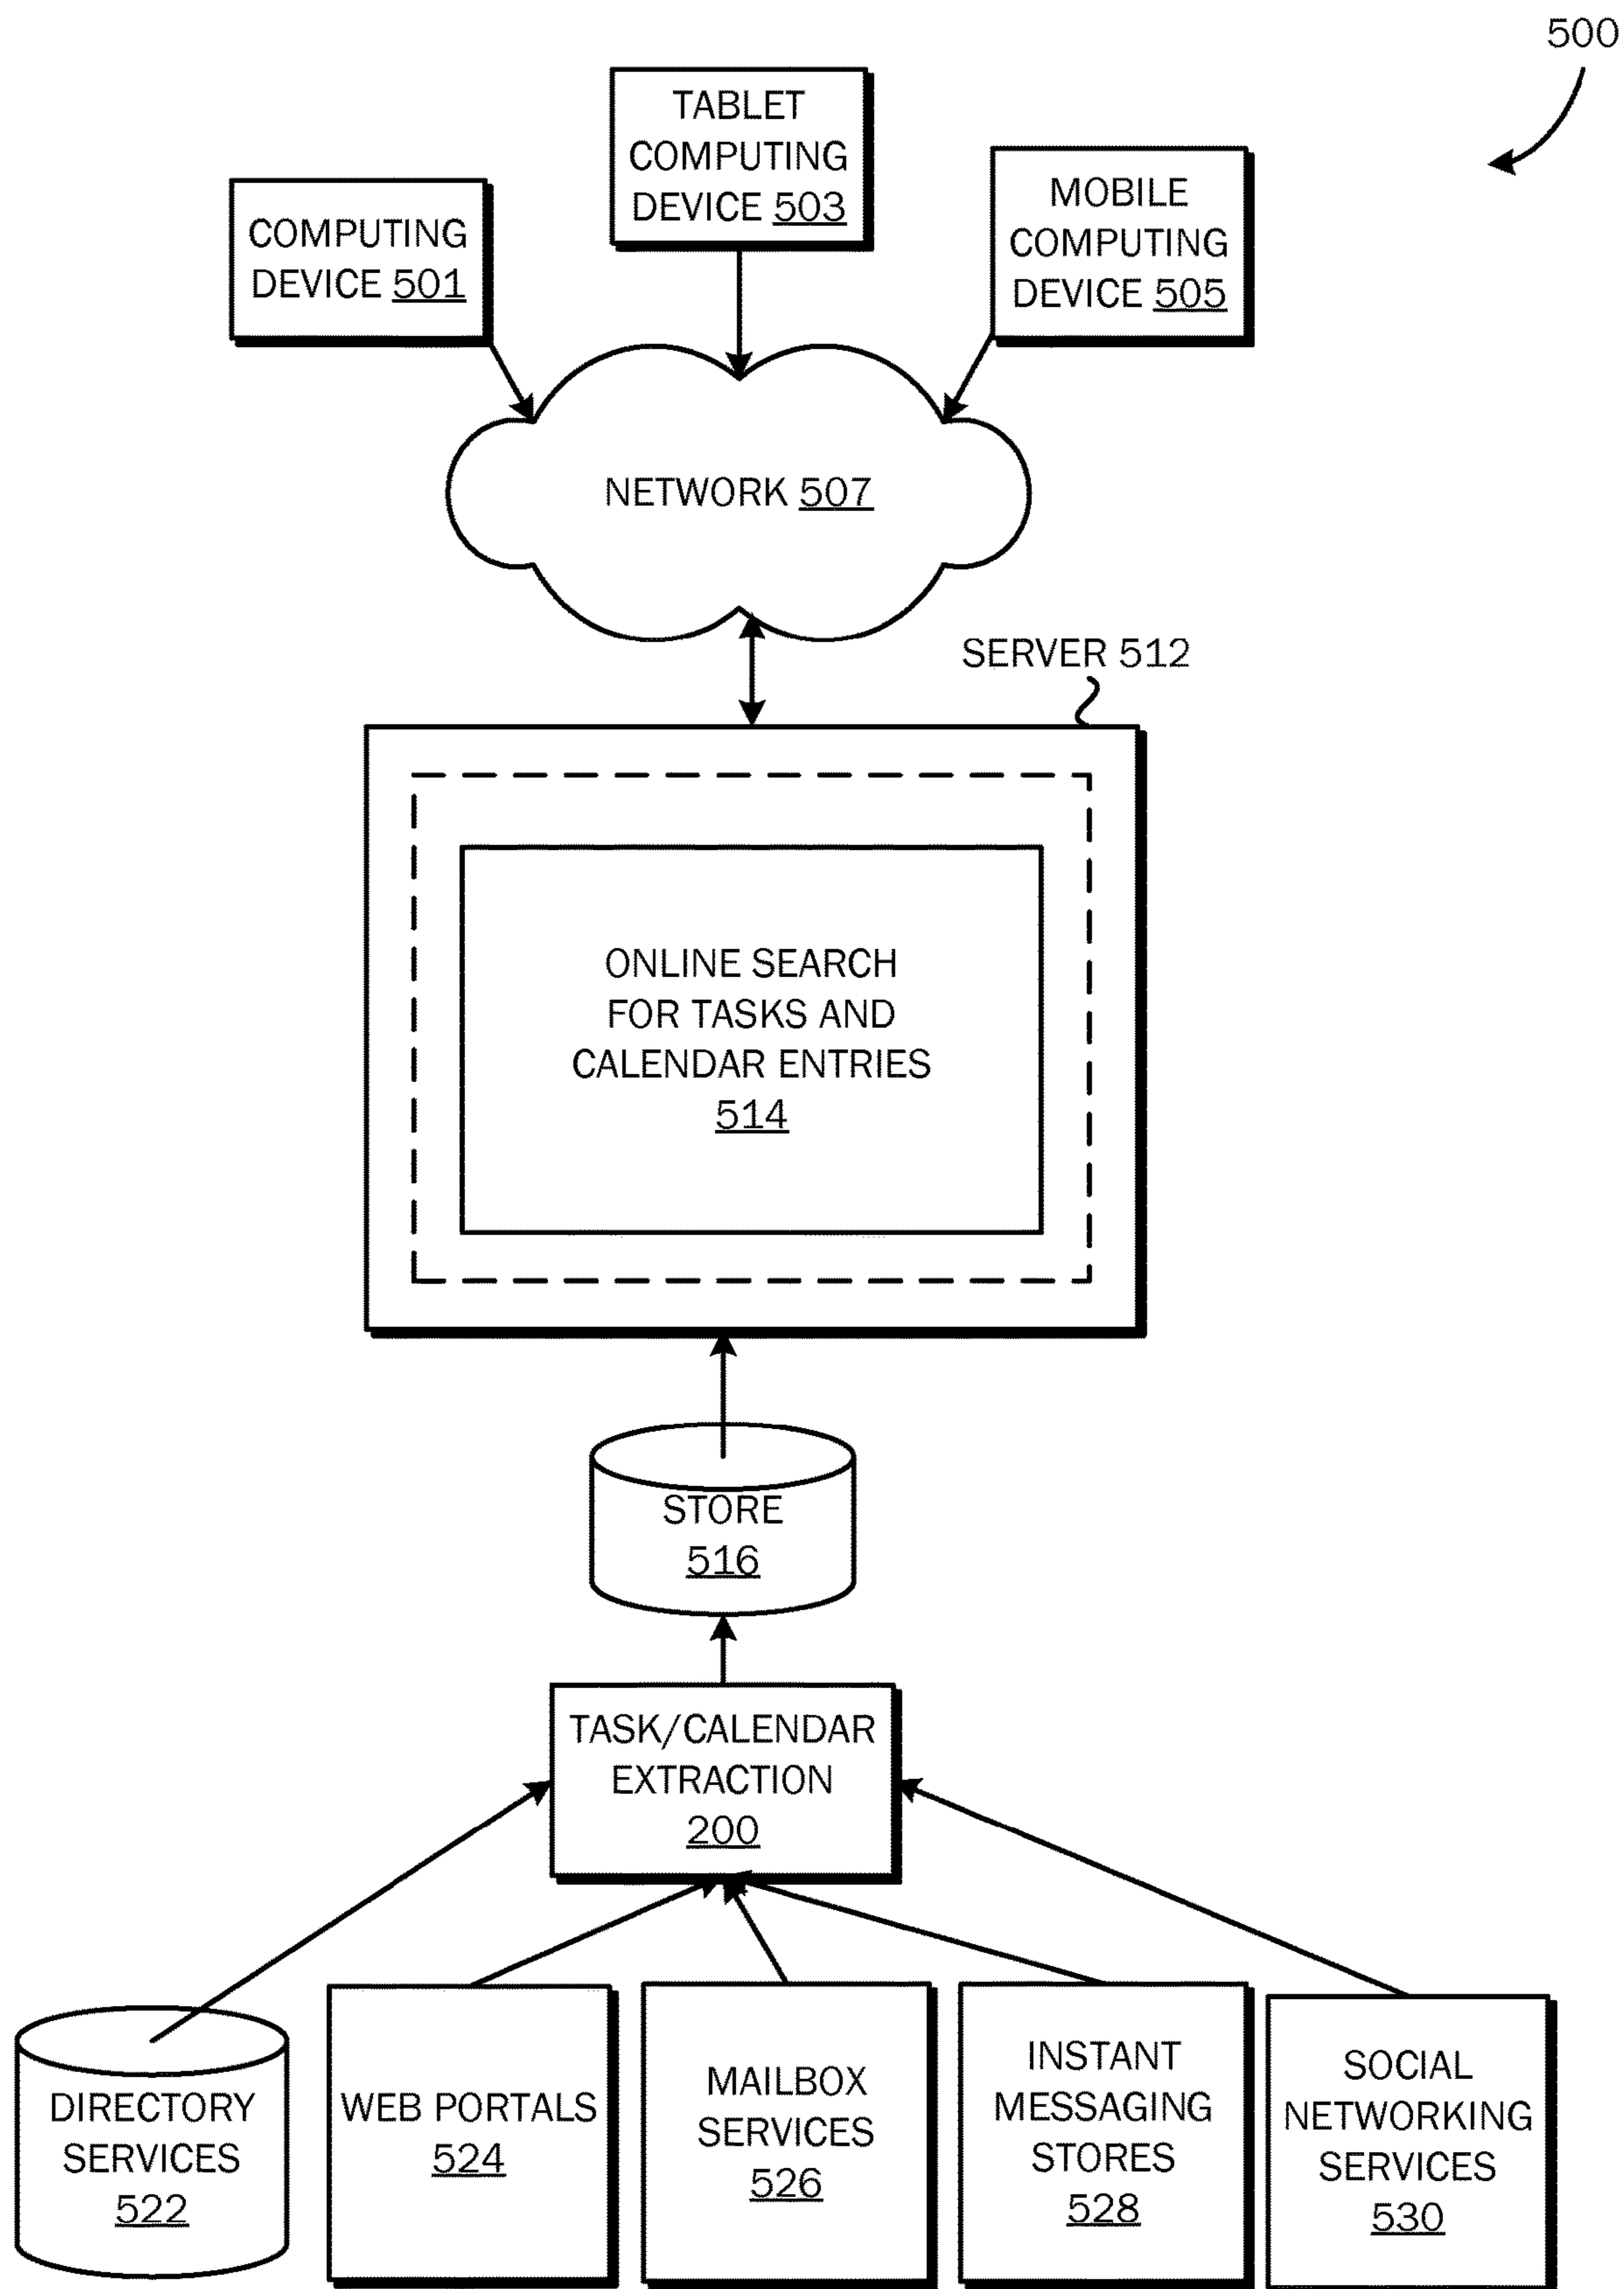 500
TABLET
COMPUTING
DEVICE 503
MOBILE
COMPUTING
DEVICE 505
COMPUTING
DEVICE 501
NETWORK 507
SERVER 512
ONLINE SEARCH
FOR TASKS AND
CALENDAR ENTRIES
514
STORE
516
TASK/CALENDAR
EXTRACTION
200
DIRECTORY
SERVICES
522
WEB PORTALS
524
MAILBOX
SERVICES
526
INSTANT
MESSAGING
STORES
528
SOCIAL
NETWORKING
SERVICES
530